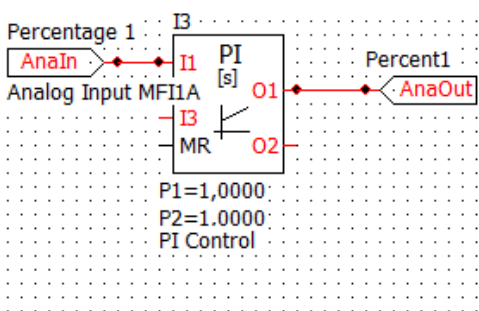 Percentage 1
I3
AnaIn
I1
PI
[s]
Percent1
O1
AnaOut
Analog Input MFI1A
I3
MR
O2
P1=1,0000
P2=1.0000
PI Control